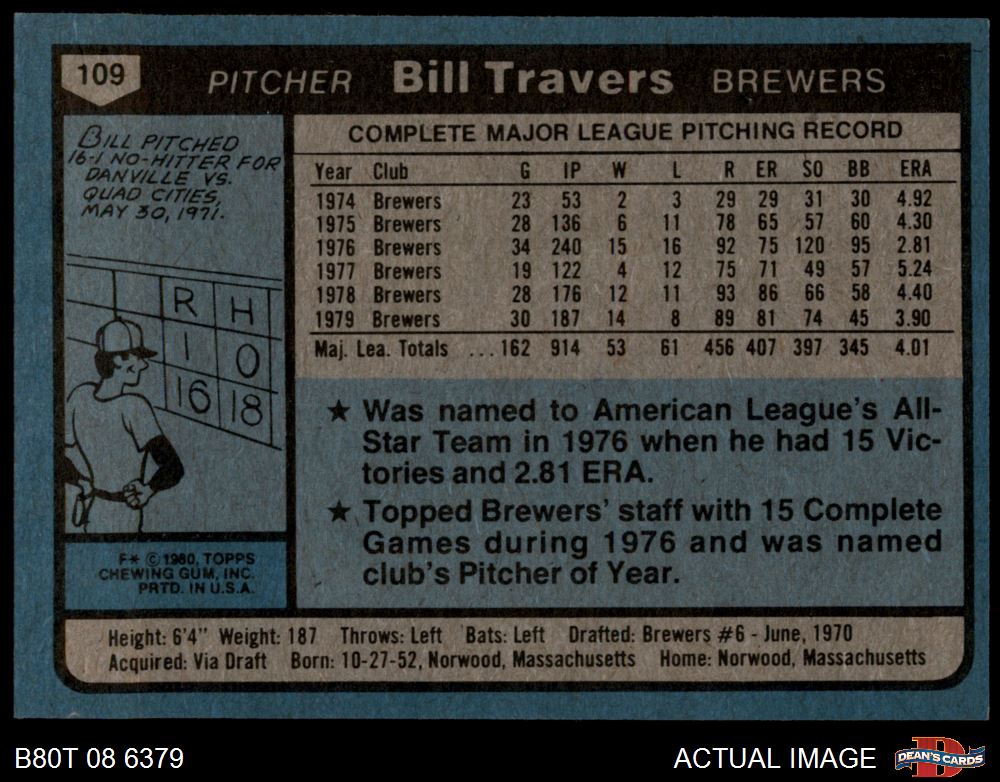 109
PITCHER Bill Travers BREWERS
BILL PITCHED
16-1 NO-HITTER FOR
DANVILLE VS.
QUAD CITIES,
MAY 30, 1971.
R H
1 0
16 18
F* © 1980, TOPPS
CHEWING GUM, INC.
PRTD. IN U.S.A.
COMPLETE MAJOR LEAGUE PITCHING RECORD
Year Club G IP W L R ER SO BB ERA
1974 Brewers 23 53 2 3 29 29 31 30 4.92
1975 Brewers 28 136 6 11 78 65 57 60 4.30
1976 Brewers 34 240 15 16 92 75 120 95 2.81
1977 Brewers 19 122 4 12 75 71 49 57 5.24
1978 Brewers 28 176 12 11 93 86 66 58 4.40
1979 Brewers 30 187 14 8 89 81 74 45 3.90
Maj. Lea. Totals ... 162 914 53 61 456 407 397 345 4.01
★ Was named to American League's All-
Star Team in 1976 when he had 15 Vic-
tories and 2.81 ERA.
★ Topped Brewers' staff with 15 Complete
Games during 1976 and was named
club's Pitcher of Year.
Height: 6'4" Weight: 187 Throws: Left Bats: Left Drafted: Brewers #6 - June, 1970
Acquired: Via Draft Born: 10-27-52, Norwood, Massachusetts Home: Norwood, Massachusetts
B80T 08 6379
ACTUAL IMAGE
D
DEAN'S CARDS